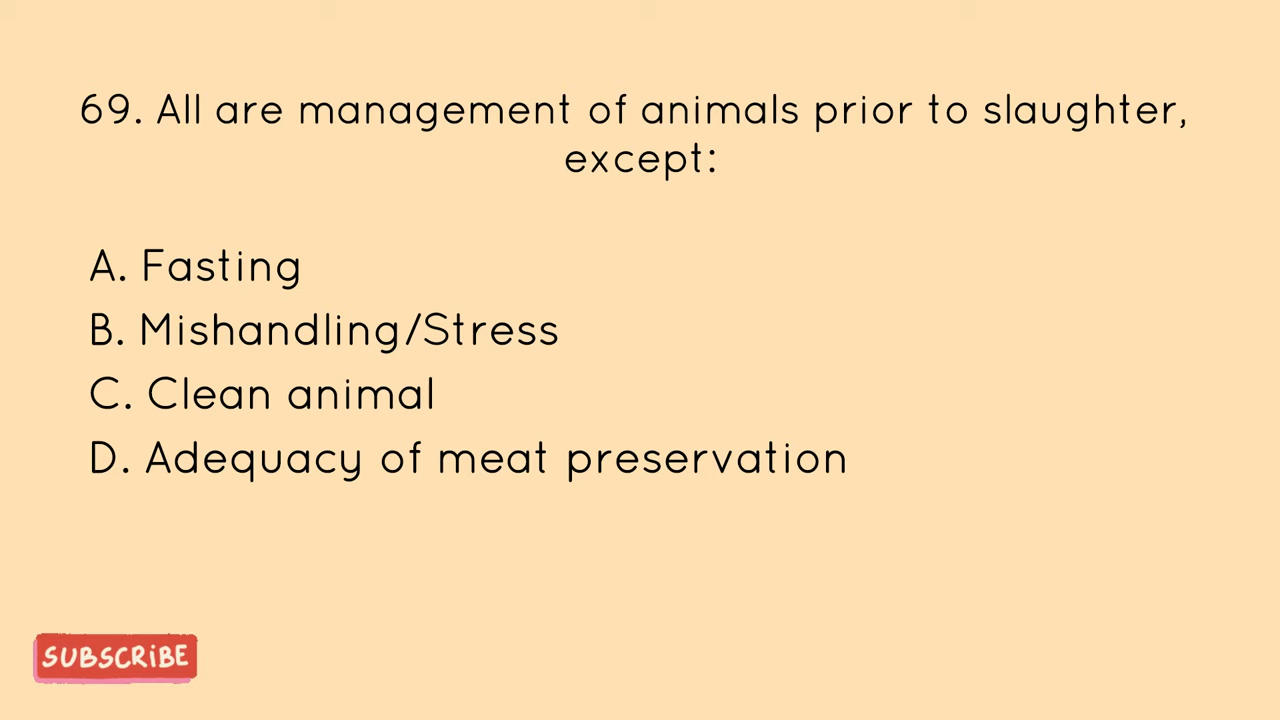 69. All are management of animals prior to slaughter,
except:
A. Fasting
B. Mishandling/Stress
C. Clean animal
D. Adequacy of meat preservation
SUBSCRIBE